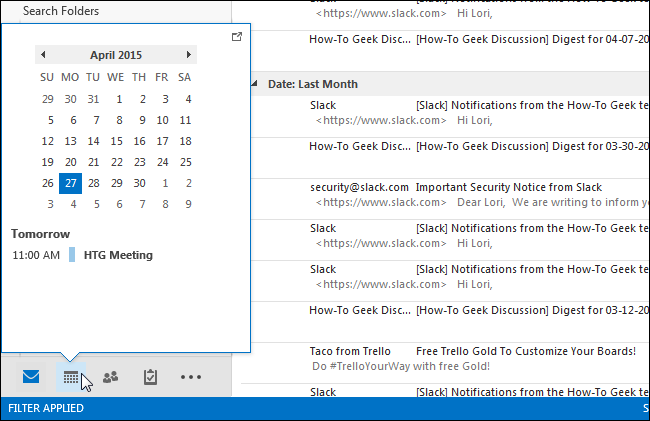 Search Folders
April 2015
SU MO TU WE TH FR SA
29 30 31 1 2 3 4
5 6 7 8 9 10 11
12 13 14 15 16 17 18
19 20 21 22 23 24 25
26 27 28 29 30 1 2
3 4 5 6 7 8 9
Tomorrow
11:00 AM HTG Meeting
Slack [Slack] Notifications from the How-To Geek te
<https://www.slack.com> Hi Lori,
How-To Geek Disc... [How-To Geek Discussion] Digest for 04-07-20
Date: Last Month
Slack [Slack] Notifications from the How-To Geek te
<https://www.slack.com> Hi Lori,
How-To Geek Disc... [How-To Geek Discussion] Digest for 03-30-20
security@slack.com Important Security Notice from Slack
<https://www.slack.com> Dear Lori, We are writing to inform yo
Slack [Slack] Notifications from the How-To Geek te
<https://www.slack.com> Hi Lori,
Slack [Slack] Notifications from the How-To Geek te
<https://www.slack.com> Hi Lori,
How-To Geek Disc... [How-To Geek Discussion] Digest for 03-12-20
Taco from Trello Free Trello Gold To Customize Your Boards!
Do #TrelloYourWay with free Gold!
Slack [Slack] Notifications from the How-To Geek te
FILTER APPLIED S